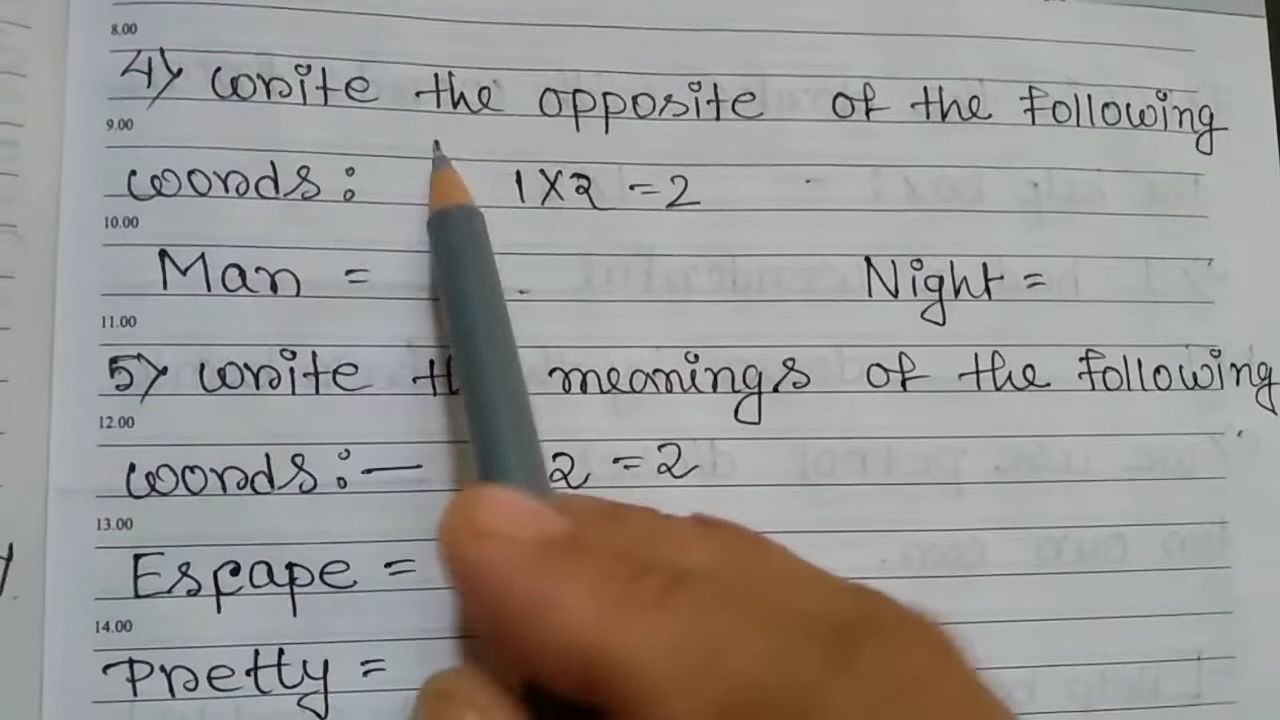 8.00
4) Write the opposite of the following
9.00
words: 1X2 =2
10.00
Man = Night =
11.00
5) Write meanings of the following
12.00
words:— 2 =2
13.00
Escape =
14.00
Pretty =